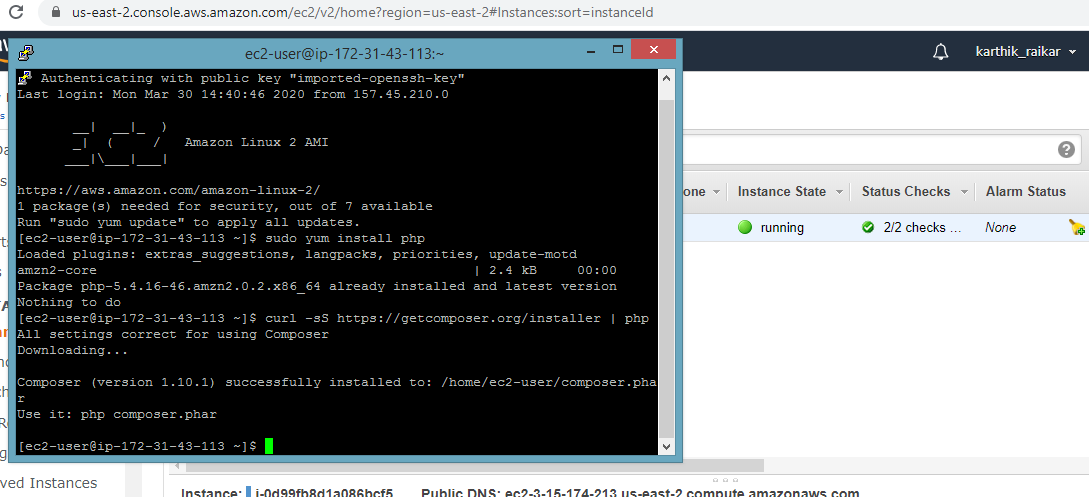 us-east-2.console.aws.amazon.com/ec2/v2/home?region=us-east-2#Instances:sort=instanceId
karthik_raikar
ec2-user@ip-172-31-43-113:~
Authenticating with public key "imported-openssh-key"
Last login: Mon Mar 30 14:40:46 2020 from 157.45.210.0
__|  __|_  )
_|  (     /   Amazon Linux 2 AMI
___|\___|___|
https://aws.amazon.com/amazon-linux-2/
1 package(s) needed for security, out of 7 available
Run "sudo yum update" to apply all updates.
[ec2-user@ip-172-31-43-113 ~]$ sudo yum install php
Loaded plugins: extras_suggestions, langpacks, priorities, update-motd
amzn2-core | 2.4 kB 00:00
Package php-5.4.16-46.amzn2.0.2.x86_64 already installed and latest version
Nothing to do
[ec2-user@ip-172-31-43-113 ~]$ curl -sS https://getcomposer.org/installer | php
All settings correct for using Composer
Downloading...
Composer (version 1.10.1) successfully installed to: /home/ec2-user/composer.pha
r
Use it: php composer.phar
[ec2-user@ip-172-31-43-113 ~]$
one Instance State Status Checks Alarm Status
running 2/2 checks ... None
ved Instances
Instance: i-0d99fb8d1a086bcf5 Public DNS: ec2-3-15-174-213.us-east-2.compute.amazonaws.com